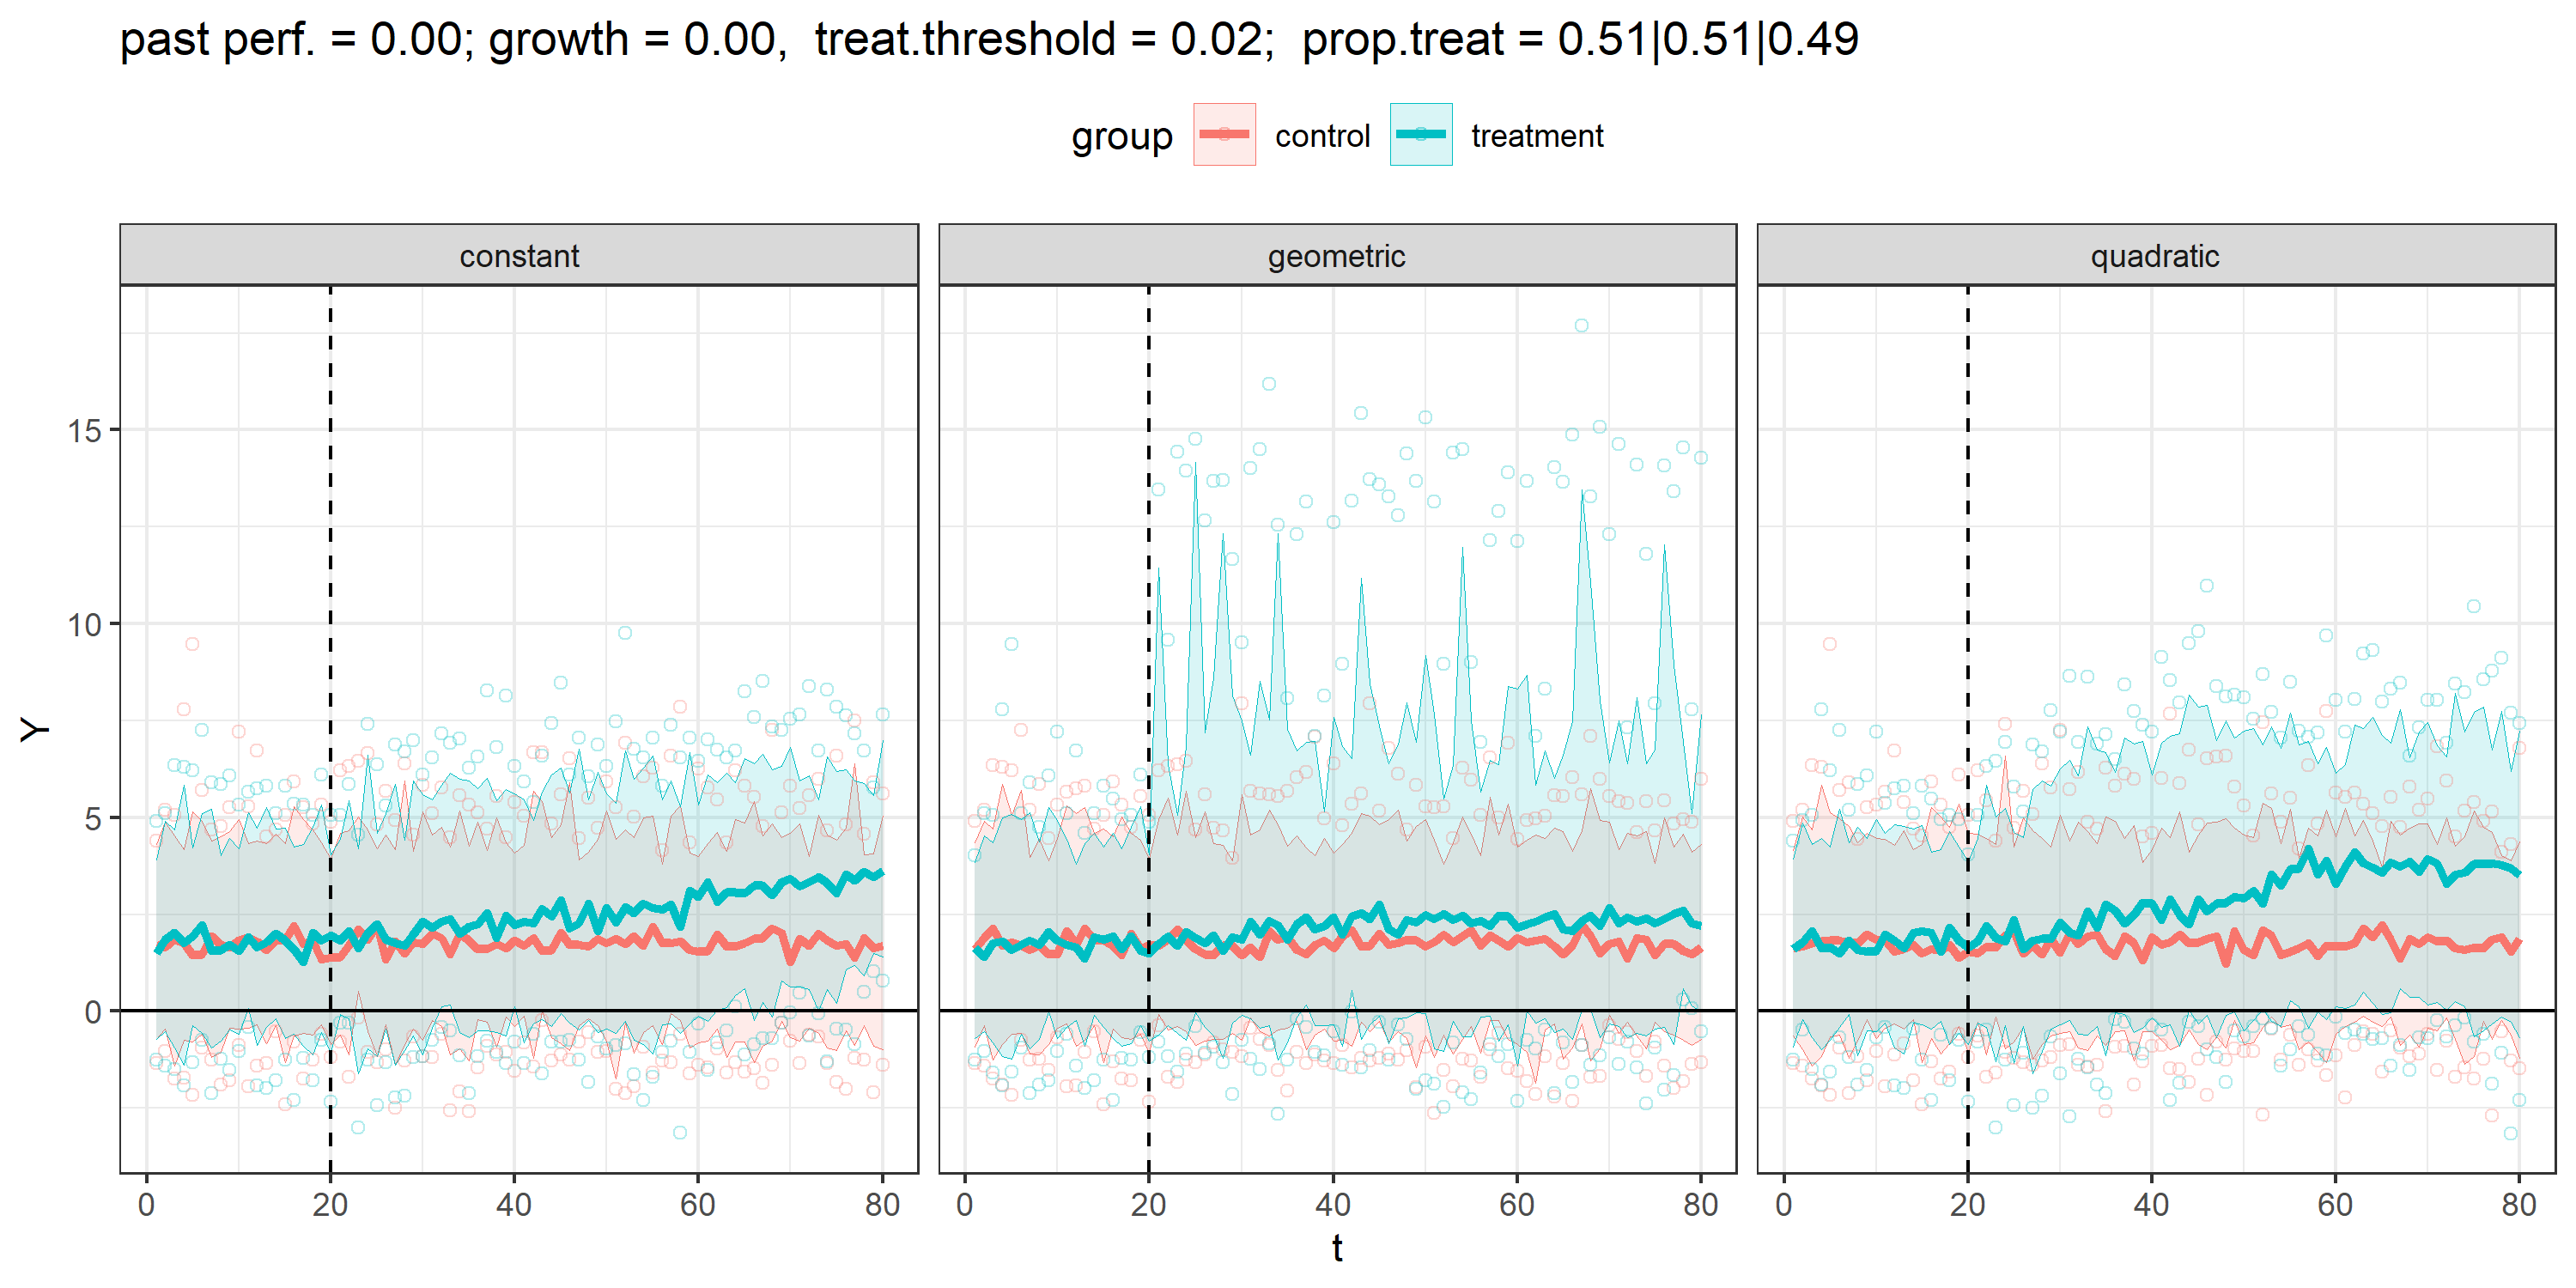 past perf. = 0.00; growth = 0.00,  treat.threshold = 0.02;  prop.treat = 0.51|0.51|0.49
group control treatment
constant geometric quadratic
15
10
5
0
Y
0 20 40 60 80 0 20 40 60 80 0 20 40 60 80
t